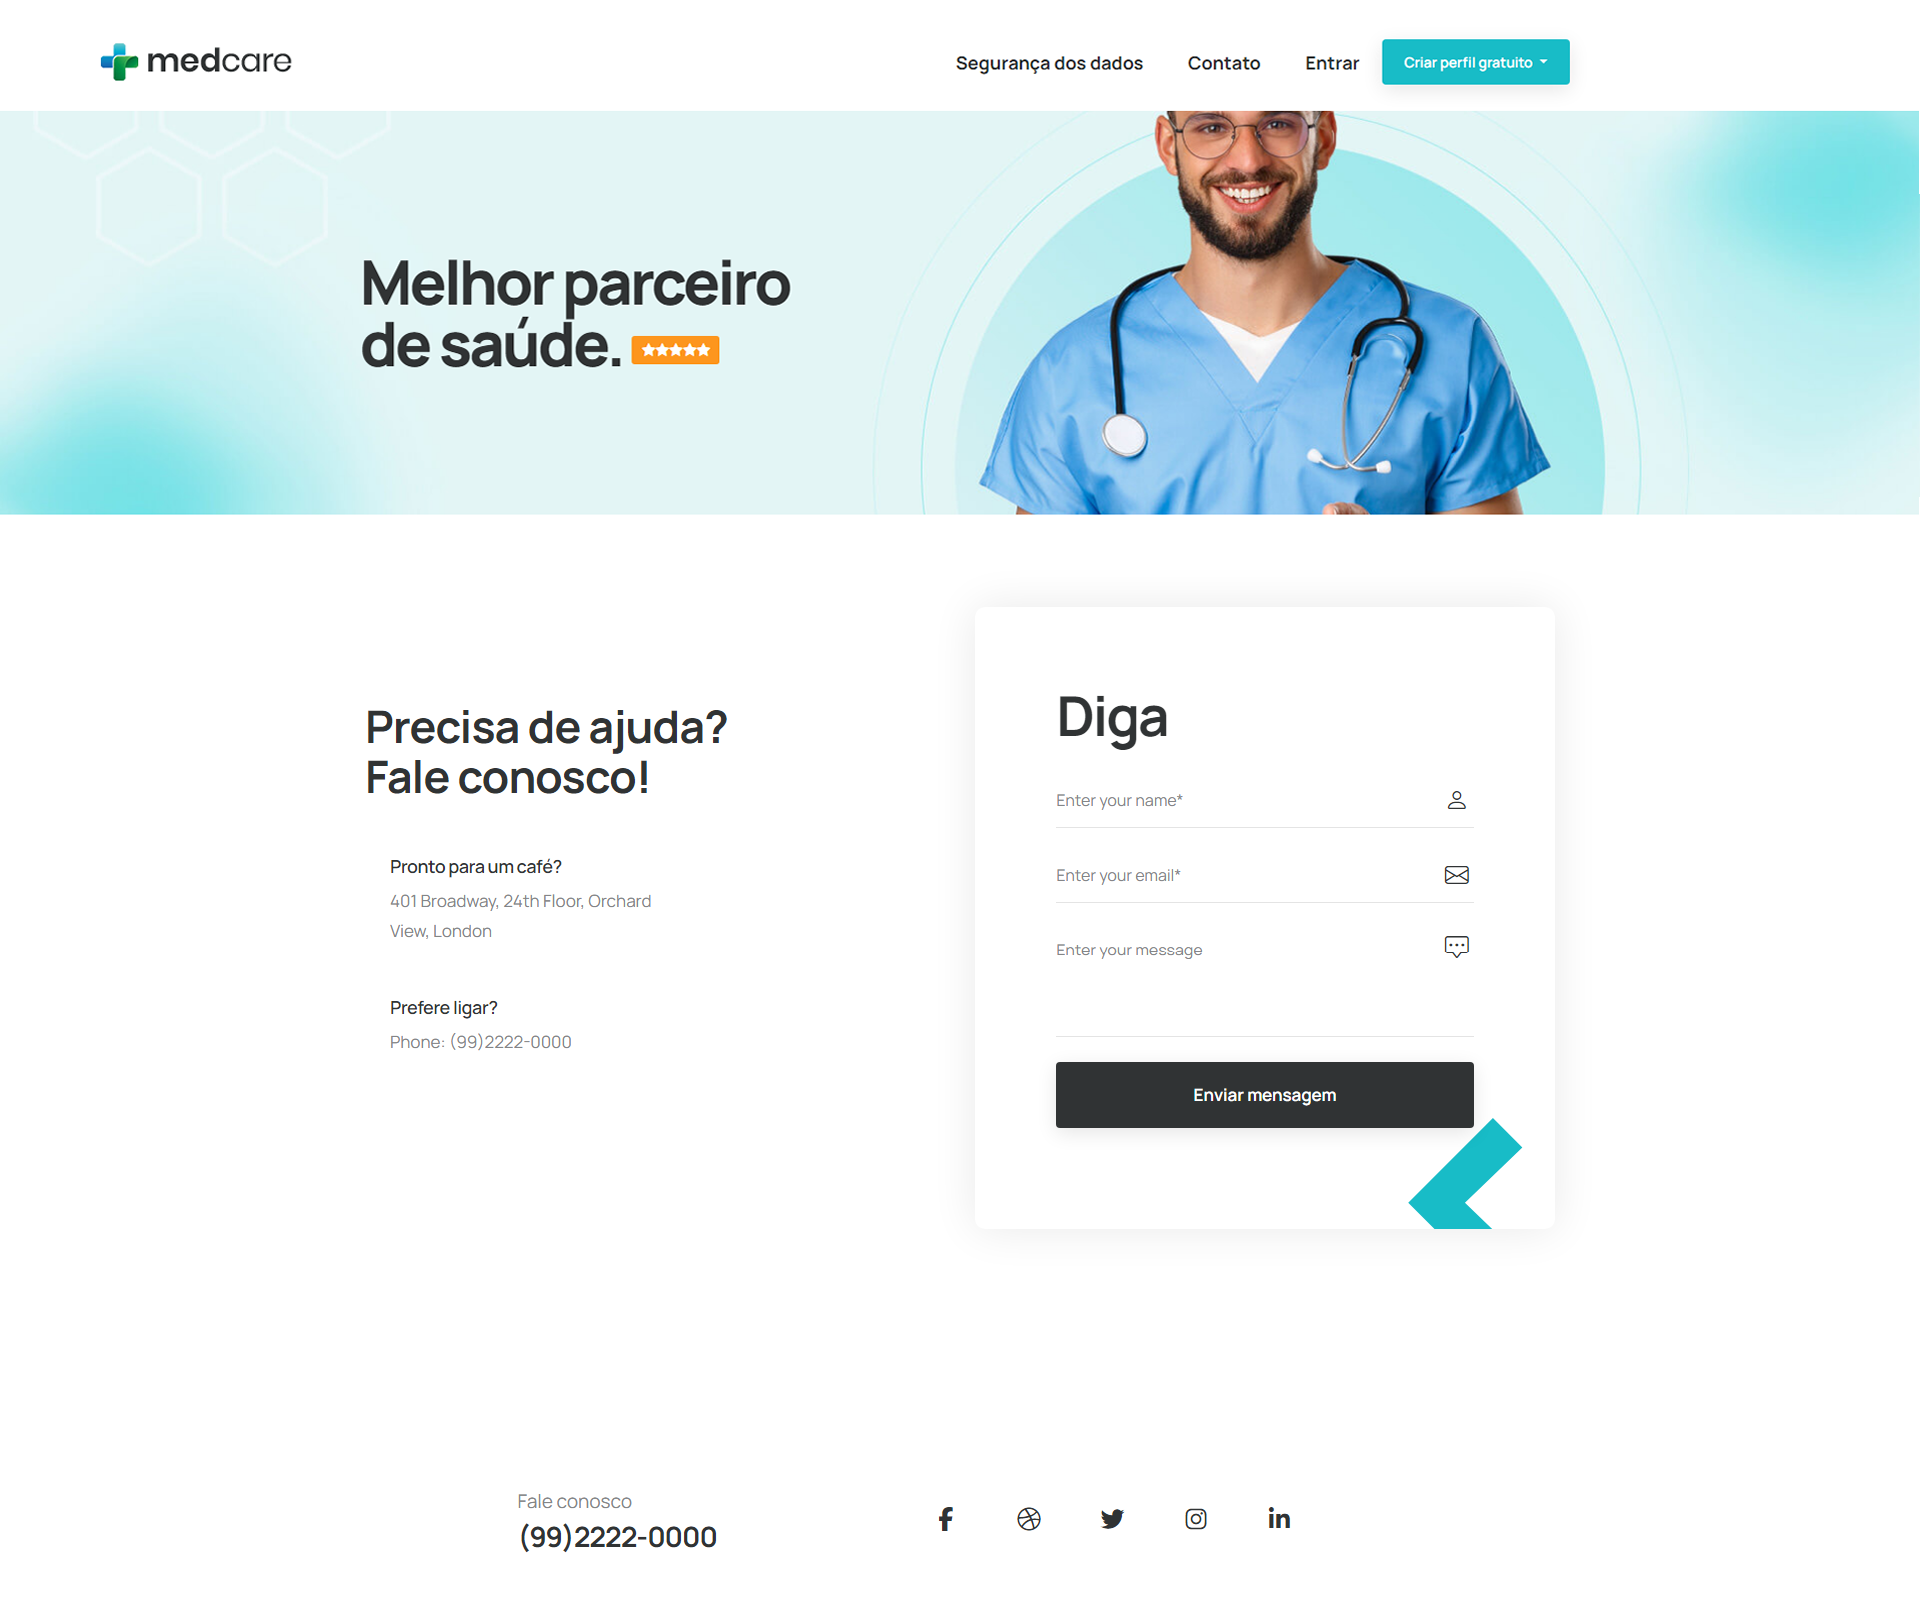 medcare
Segurança dos dados
Contato
Entrar
Criar perfil gratuito
Melhor parceiro
de saúde.
Precisa de ajuda?
Fale conosco!
Pronto para um café?
401 Broadway, 24th Floor, Orchard
View, London
Prefere ligar?
Phone: (99)2222-0000
Diga
Enter your name*
Enter your email*
Enter your message
Enviar mensagem
Fale conosco
(99)2222-0000